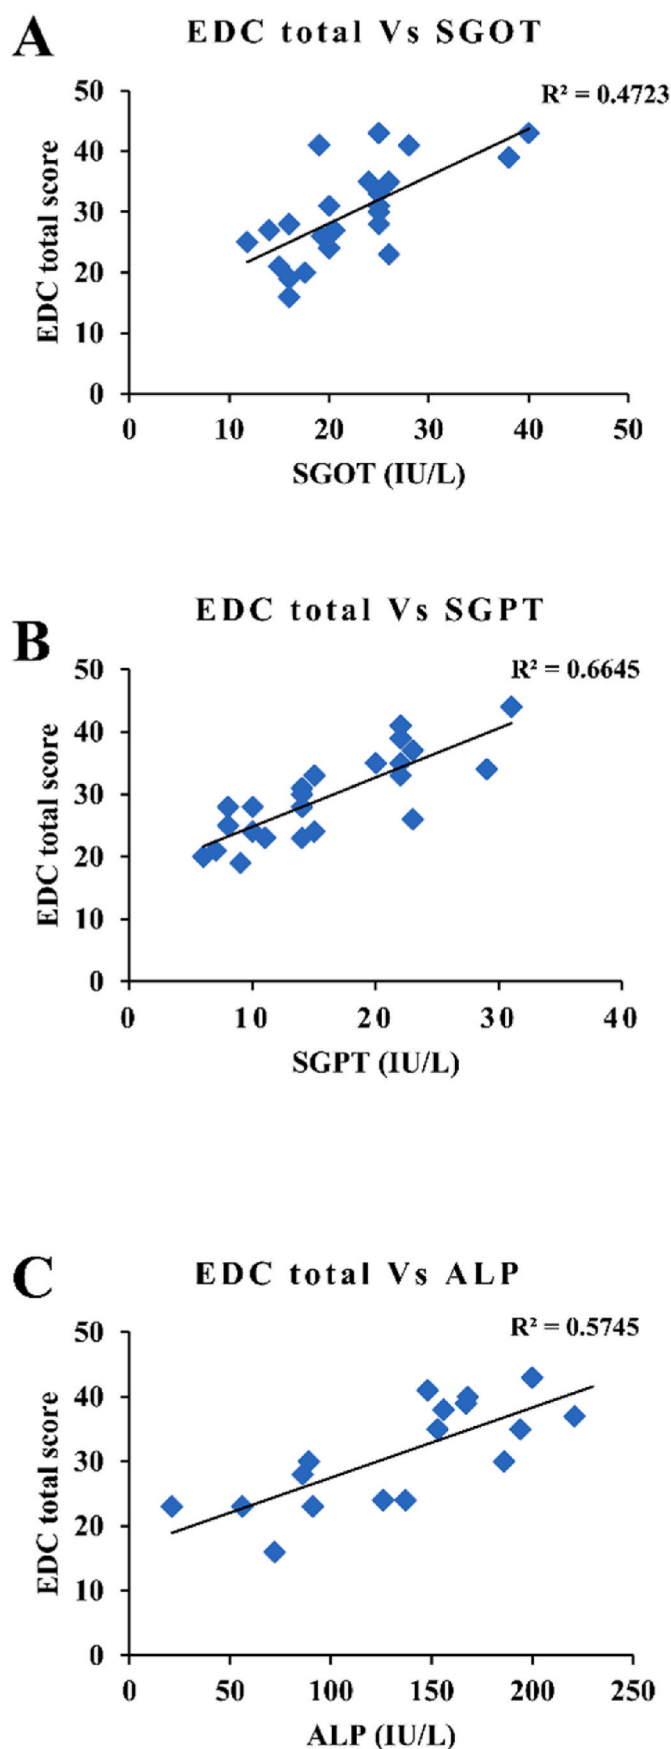 A
EDC total Vs SGOT
R² = 0.4723
50
40
30
20
10
0
EDC total score
0 10 20 30 40 50
SGOT (IU/L)
B
EDC total Vs SGPT
R² = 0.6645
50
40
30
20
10
0
EDC total score
0 10 20 30 40
SGPT (IU/L)
C
EDC total Vs ALP
R² = 0.5745
50
40
30
20
10
0
EDC total score
0 50 100 150 200 250
ALP (IU/L)